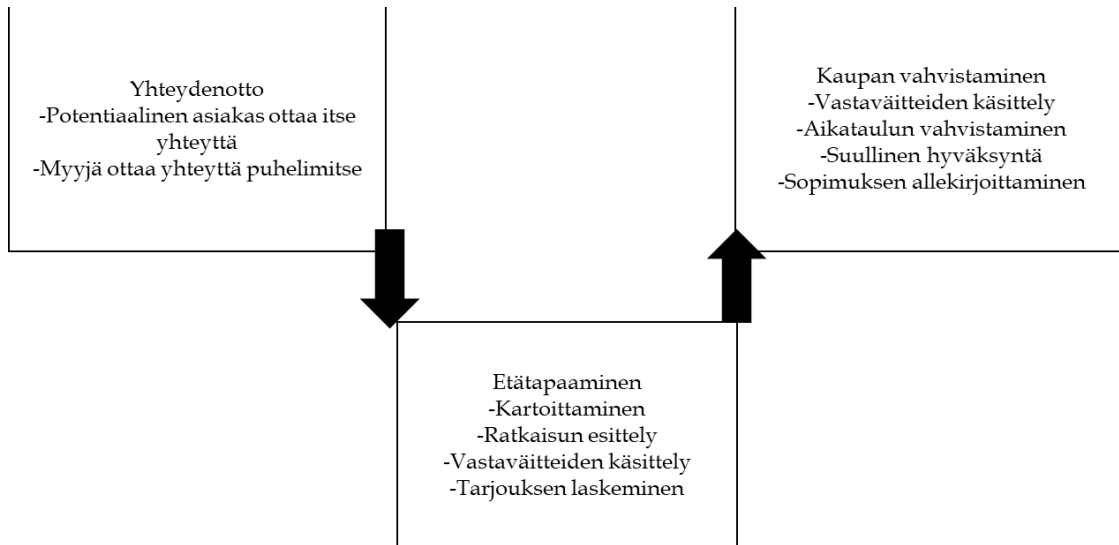 Yhteydenotto
-Potentiaalinen asiakas ottaa itse
yhteyttä
-Myyjä ottaa yhteyttä puhelimitse
Etätapaaminen
-Kartoittaminen
-Ratkaisun esittely
-Vastaväitteiden käsittely
-Tarjouksen laskeminen
Kaupan vahvistaminen
-Vastaväitteiden käsittely
-Aikataulun vahvistaminen
-Suullinen hyväksyntä
-Sopimuksen allekirjoittaminen